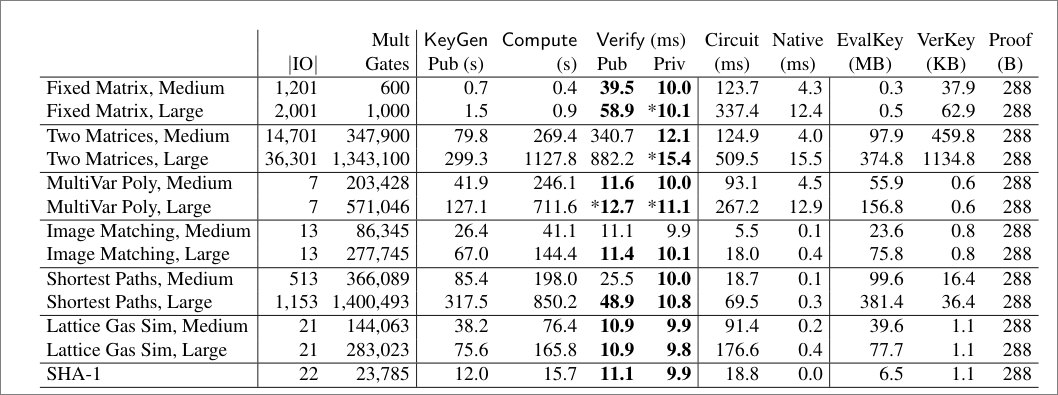 Mult KeyGen Compute Verify (ms) Circuit Native EvalKey VerKey Proof
|IO| Gates Pub (s) (s) Pub Priv (ms) (ms) (MB) (KB) (B)
Fixed Matrix, Medium 1,201 600 0.7 0.4 39.5 10.0 123.7 4.3 0.3 37.9 288
Fixed Matrix, Large 2,001 1,000 1.5 0.9 58.9 *10.1 337.4 12.4 0.5 62.9 288
Two Matrices, Medium 14,701 347,900 79.8 269.4 340.7 12.1 124.9 4.0 97.9 459.8 288
Two Matrices, Large 36,301 1,343,100 299.3 1127.8 882.2 *15.4 509.5 15.5 374.8 1134.8 288
MultiVar Poly, Medium 7 203,428 41.9 246.1 11.6 10.0 93.1 4.5 55.9 0.6 288
MultiVar Poly, Large 7 571,046 127.1 711.6 *12.7 *11.1 267.2 12.9 156.8 0.6 288
Image Matching, Medium 13 86,345 26.4 41.1 11.1 9.9 5.5 0.1 23.6 0.8 288
Image Matching, Large 13 277,745 67.0 144.4 11.4 10.1 18.0 0.4 75.8 0.8 288
Shortest Paths, Medium 513 366,089 85.4 198.0 25.5 10.0 18.7 0.1 99.6 16.4 288
Shortest Paths, Large 1,153 1,400,493 317.5 850.2 48.9 10.8 69.5 0.3 381.4 36.4 288
Lattice Gas Sim, Medium 21 144,063 38.2 76.4 10.9 9.9 91.4 0.2 39.6 1.1 288
Lattice Gas Sim, Large 21 283,023 75.6 165.8 10.9 9.8 176.6 0.4 77.7 1.1 288
SHA-1 22 23,785 12.0 15.7 11.1 9.9 18.8 0.0 6.5 1.1 288